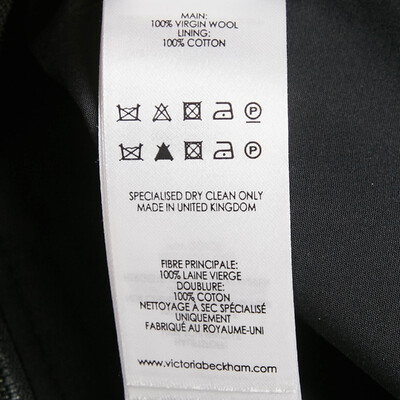 MAIN:
100% VIRGIN WOOL
LINING:
100% COTTON
P
P
SPECIALISED DRY CLEAN ONLY
MADE IN UNITED KINGDOM
FIBRE PRINCIPALE:
100% LAINE VIERGE
DOUBLURE:
100% COTON
NETTOYAGE À SEC SPÉCIALISÉ
UNIQUEMENT
FABRIQUÉ AU ROYAUME-UNI
www.victoriabeckham.com